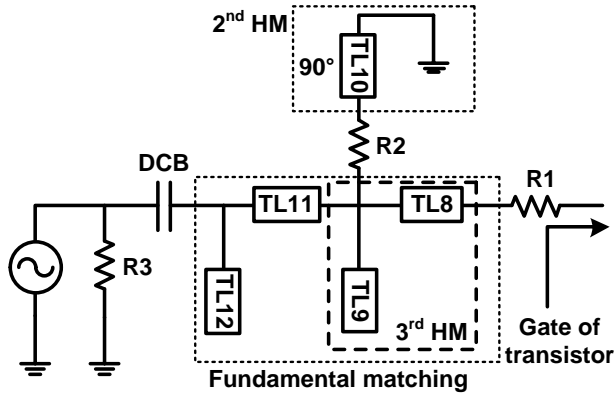 2nd HM
90°
TL10
R2
DCB
R1
TL11
TL8
R3
TL12
TL9
3rd HM
Gate of
transistor
Fundamental matching